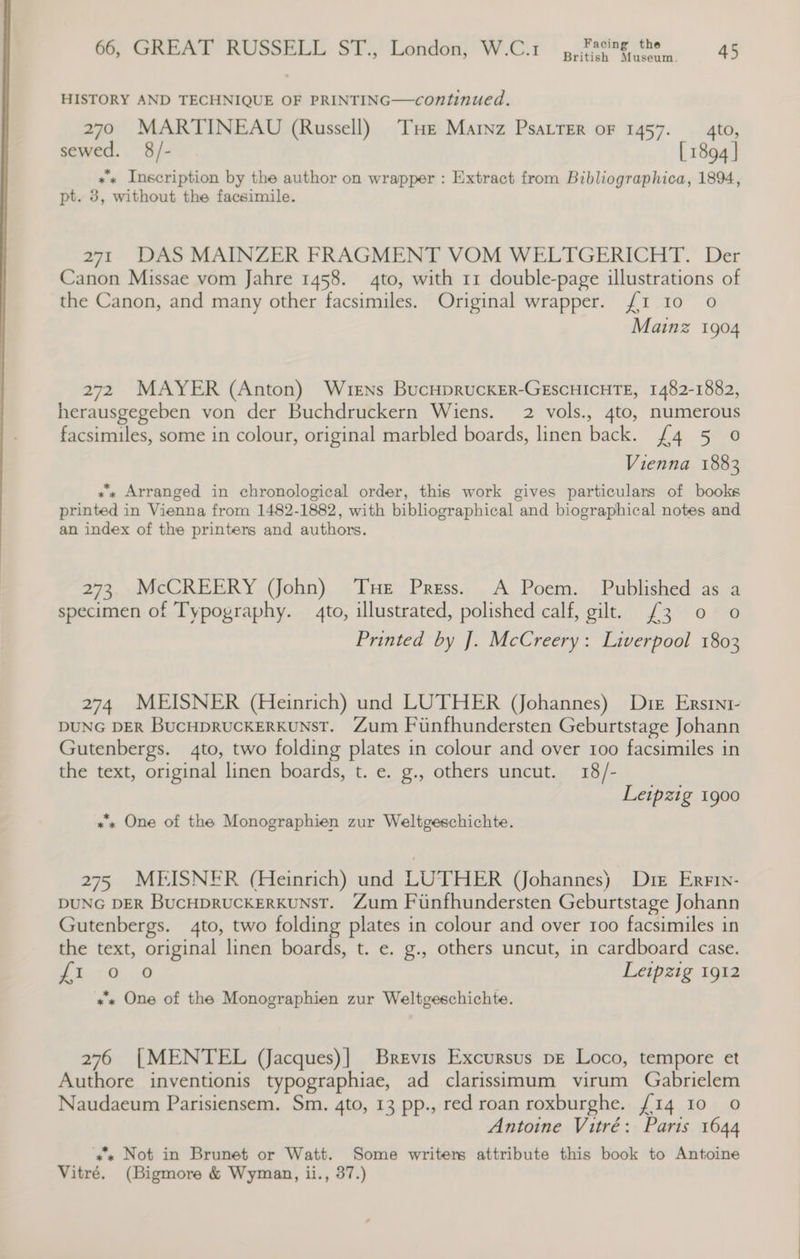 66, GREAT RUSSELL ST., London, W.C.1 Facing the British Museum. 45
HISTORY AND TECHNIQUE OF PRINTING—continued.
270 MARTINEAU (Russell) THE MAINZ PSALTER OF 1457. 4to,
sewed. 8/- [1894]
⁂ Inscription by the author on wrapper : Extract from Bibliographica, 1894,
pt. 3, without the facsimile.
271 DAS MAINZER FRAGMENT VOM WELTGERICHT. Der
Canon Missae vom Jahre 1458. 4to, with 11 double-page illustrations of
the Canon, and many other facsimiles. Original wrapper. £1 10 0
Mainz 1904
272 MAYER (Anton) WIENS BUCHDRUCKER-GESCHICHTE, 1482-1882,
herausgegeben von der Buchdruckern Wiens. 2 vols., 4to, numerous
facsimiles, some in colour, original marbled boards, linen back. £4 5 0
Vienna 1883
⁂ Arranged in chronological order, this work gives particulars of books
printed in Vienna from 1482-1882, with bibliographical and biographical notes and
an index of the printers and authors.
273 McCREERY (John) THE PRESS. A Poem. Published as a
specimen of Typography. 4to, illustrated, polished calf, gilt. £3 0 0
Printed by J. McCreery: Liverpool 1803
274 MEISNER (Heinrich) und LUTHER (Johannes) DIE ERSINI-
DUNG DER BUCHDRUCKERKUNST. Zum Fünfhundersten Geburtstage Johann
Gutenbergs. 4to, two folding plates in colour and over 100 facsimiles in
the text, original linen boards, t. e. g., others uncut. 18/-
Leipzig 1900
⁂ One of the Monographien zur Weltgeschichte.
275 MEISNER (Heinrich) und LUTHER (Johannes) DIE ERFIN-
DUNG DER BUCHDRUCKERKUNST. Zum Fünfhundersten Geburtstage Johann
Gutenbergs. 4to, two folding plates in colour and over 100 facsimiles in
the text, original linen boards, t. e. g., others uncut, in cardboard case.
£1 0 0 Leipzig 1912
⁂ One of the Monographien zur Weltgeschichte.
276 [MENTEL (Jacques)] BREVIS EXCURSUS DE LOCO, tempore et
Authore inventionis typographiae, ad clarissimum virum Gabrielem
Naudaeum Parisiensem. Sm. 4to, 13 pp., red roan roxburghe. £14 10 0
Antoine Vitré: Paris 1644
⁂ Not in Brunet or Watt. Some writers attribute this book to Antoine
Vitré. (Bigmore & Wyman, ii., 37.)